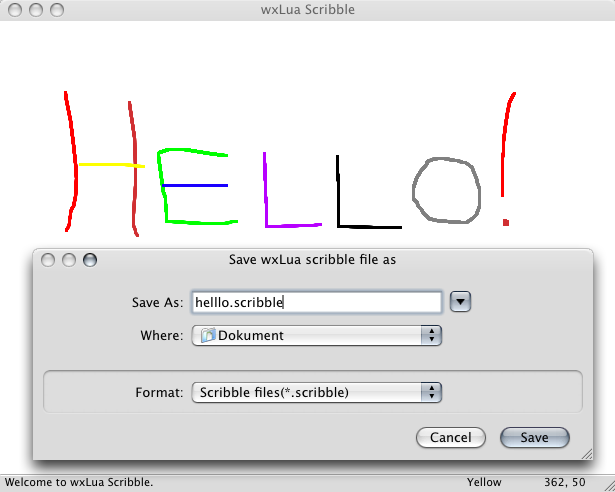 wxLua Scribble
HELLO!
Save wxLua scribble file as
Save As: helllo.scribble
Where: Dokument
Format: Scribble files(*.scribble)
Cancel Save
Welcome to wxLua Scribble. Yellow 362, 50